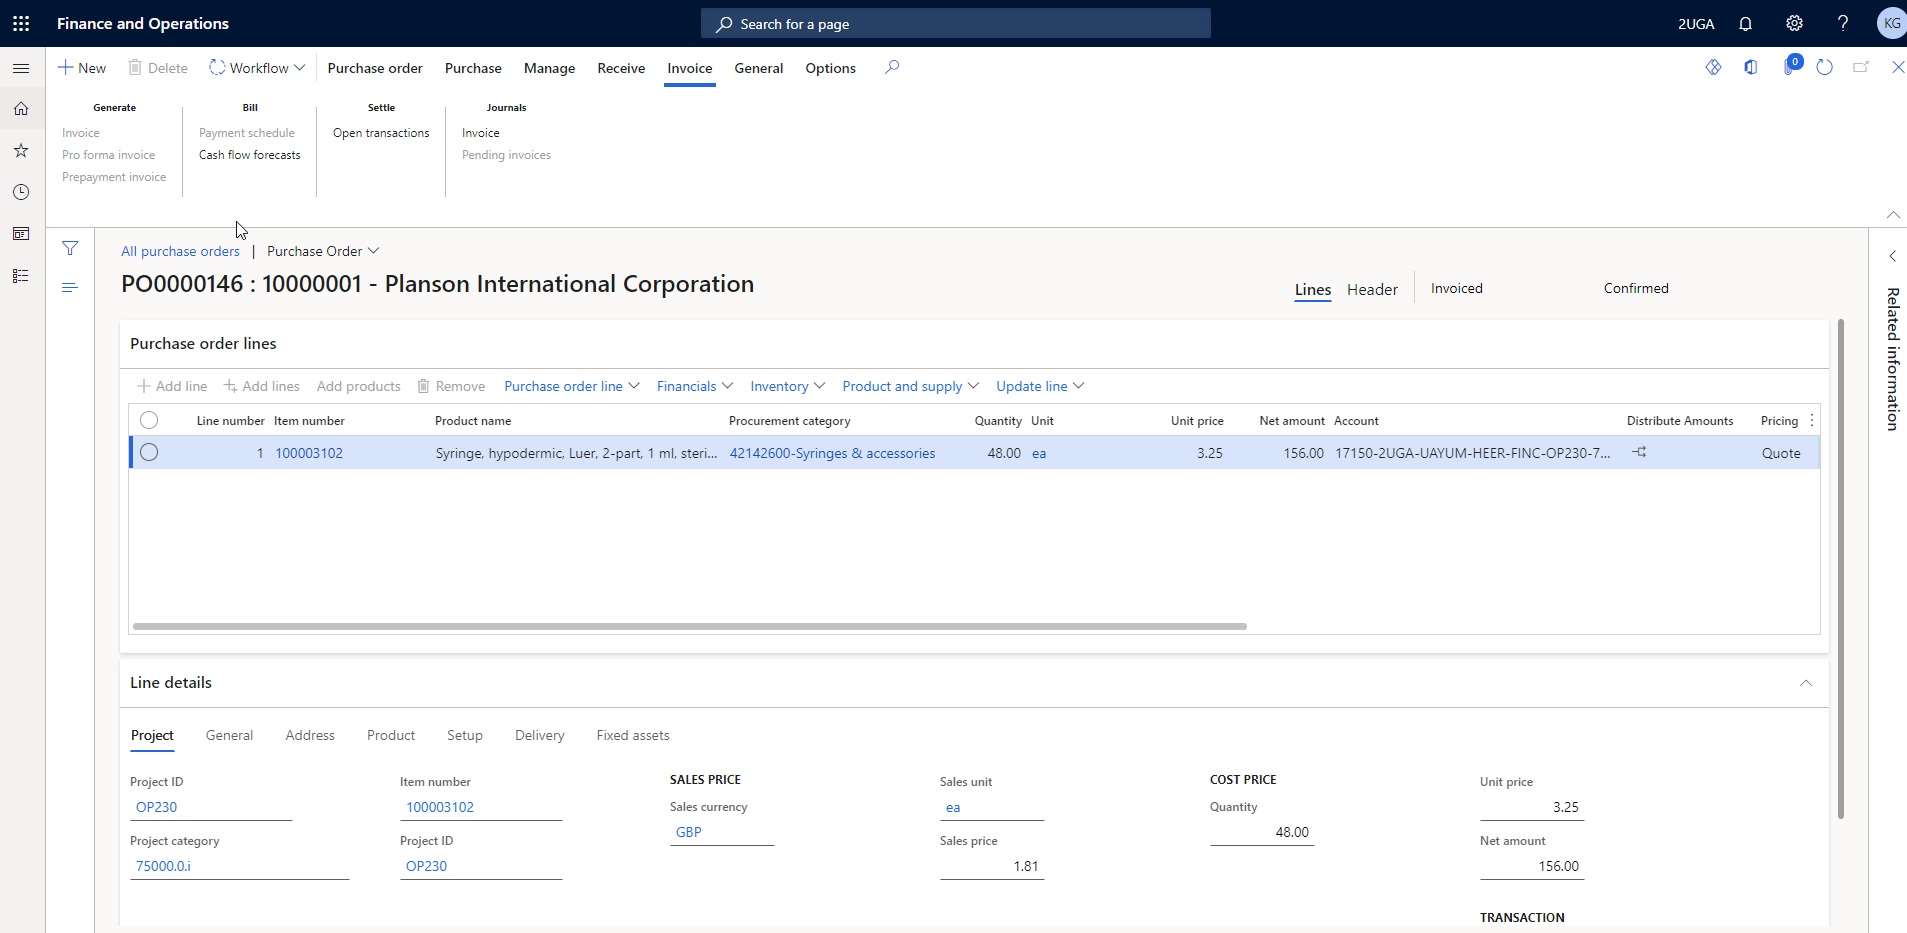 Finance and Operations
Search for a page
2UGA
KG
New
Delete
Workflow
Purchase order
Purchase
Manage
Receive
Invoice
General
Options
0
Generate
Invoice
Pro forma invoice
Prepayment invoice
Bill
Payment schedule
Cash flow forecasts
Settle
Open transactions
Journals
Invoice
Pending invoices
All purchase orders | Purchase Order
PO0000146 : 10000001 - Planson International Corporation
Lines
Header
Invoiced
Confirmed
Related information
Purchase order lines
Add line
Add lines
Add products
Remove
Purchase order line
Financials
Inventory
Product and supply
Update line
Line number Item number Product name Procurement category Quantity Unit Unit price Net amount Account Distribute Amounts Pricing
1 100003102 Syringe, hypodermic, Luer, 2-part, 1 ml, steri... 42142600-Syringes & accessories 48.00 ea 3.25 156.00 17150-2UGA-UAYUM-HEER-FINC-OP230-7... Quote
Line details
Project
General
Address
Product
Setup
Delivery
Fixed assets
Project ID
OP230
Project category
75000.0.i
Item number
100003102
Project ID
OP230
SALES PRICE
Sales currency
GBP
Sales unit
ea
Sales price
1.81
COST PRICE
Quantity
48.00
Unit price
3.25
Net amount
156.00
TRANSACTION